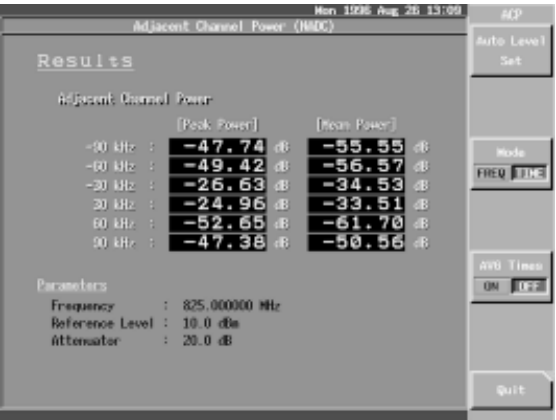 Mon 1996 Aug 26 13:09
Adjacent Channel Power (NADC)
Results
Adjacent Channel Power
[Peak Power] [Mean Power]
-90 kHz : -47.74 dB -55.55 dB
-60 kHz : -49.42 dB -56.57 dB
-30 kHz : -26.63 dB -34.53 dB
30 kHz : -24.96 dB -33.51 dB
60 kHz : -52.65 dB -61.70 dB
90 kHz : -47.38 dB -50.56 dB
Parameters
Frequency : 825.000000 MHz
Reference Level : 10.0 dBm
Attenuator : 20.0 dB
ACP
Auto Level
Set
Mode
FREQ TIME
AVG Times
ON OFF
Quit